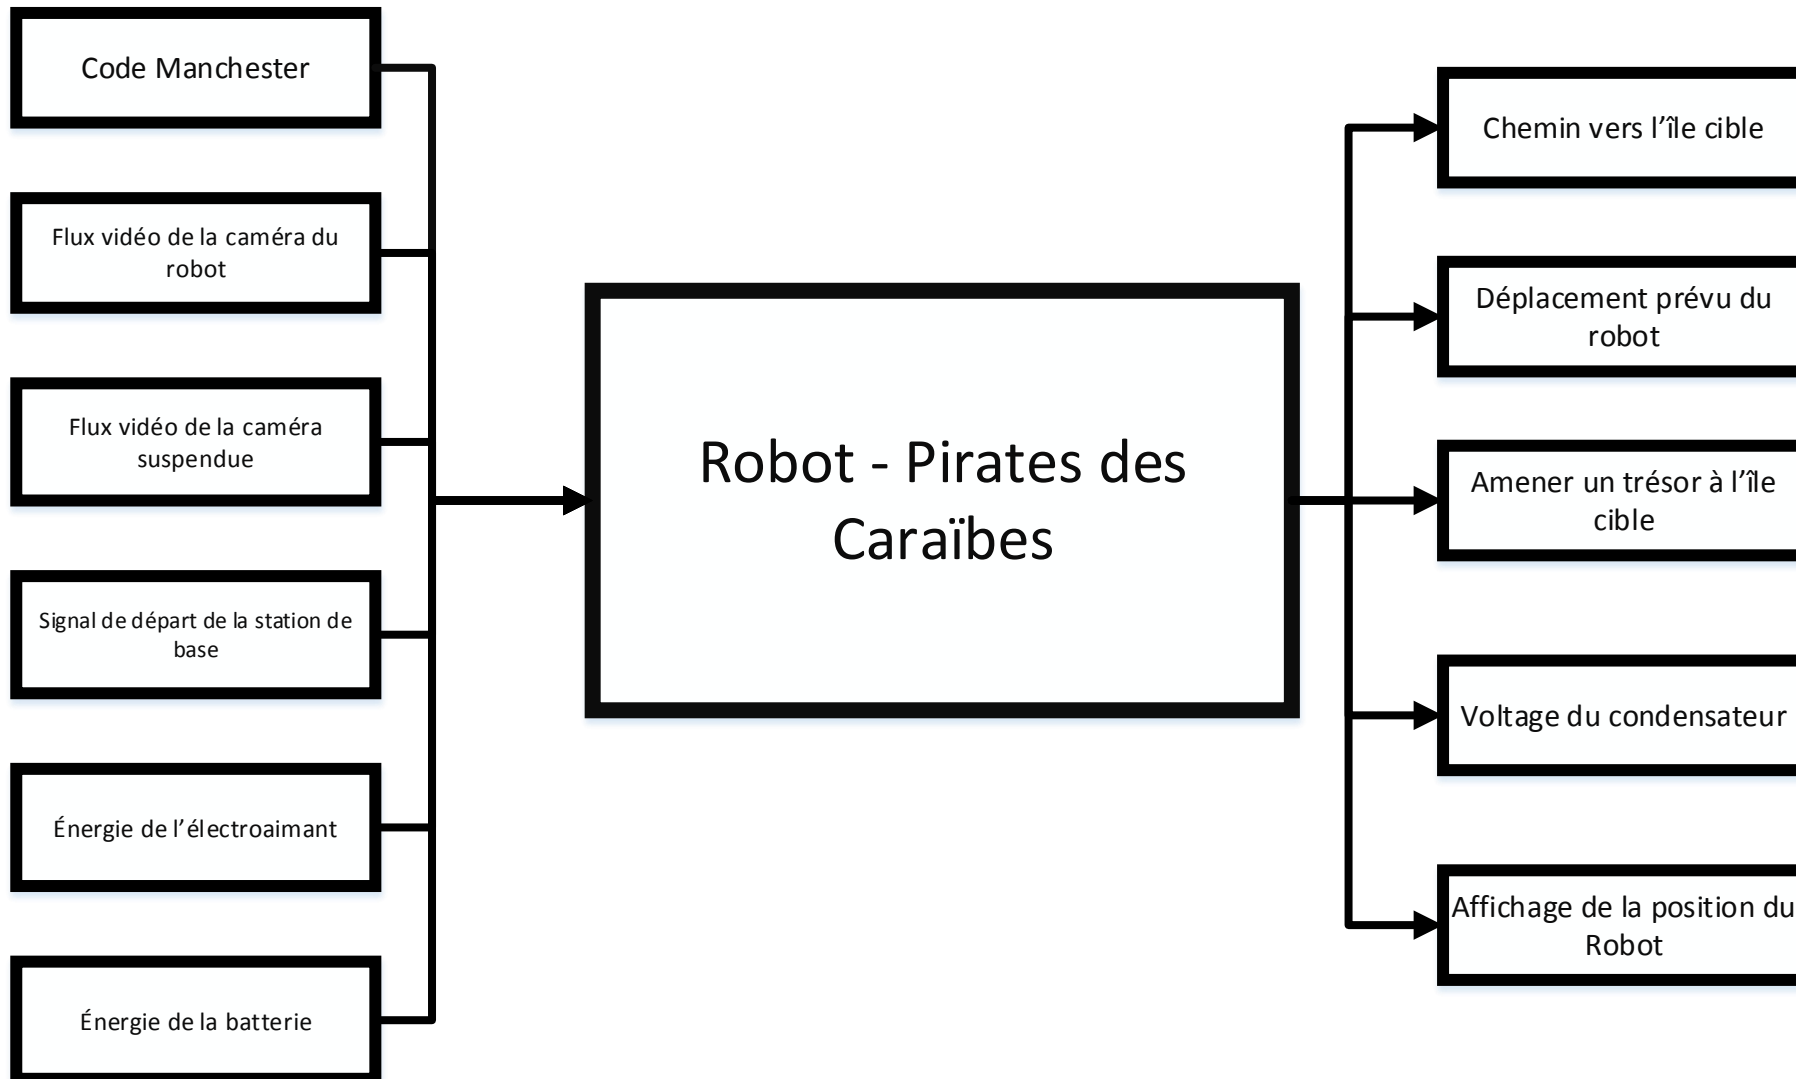 Code Manchester
Flux vidéo de la caméra du
robot
Flux vidéo de la caméra
suspendue
Signal de départ de la station de
base
Énergie de l’électroaimant
Énergie de la batterie
Robot - Pirates des
Caraïbes
Chemin vers l’île cible
Déplacement prévu du
robot
Amener un trésor à l’île
cible
Voltage du condensateur
Affichage de la position du
Robot